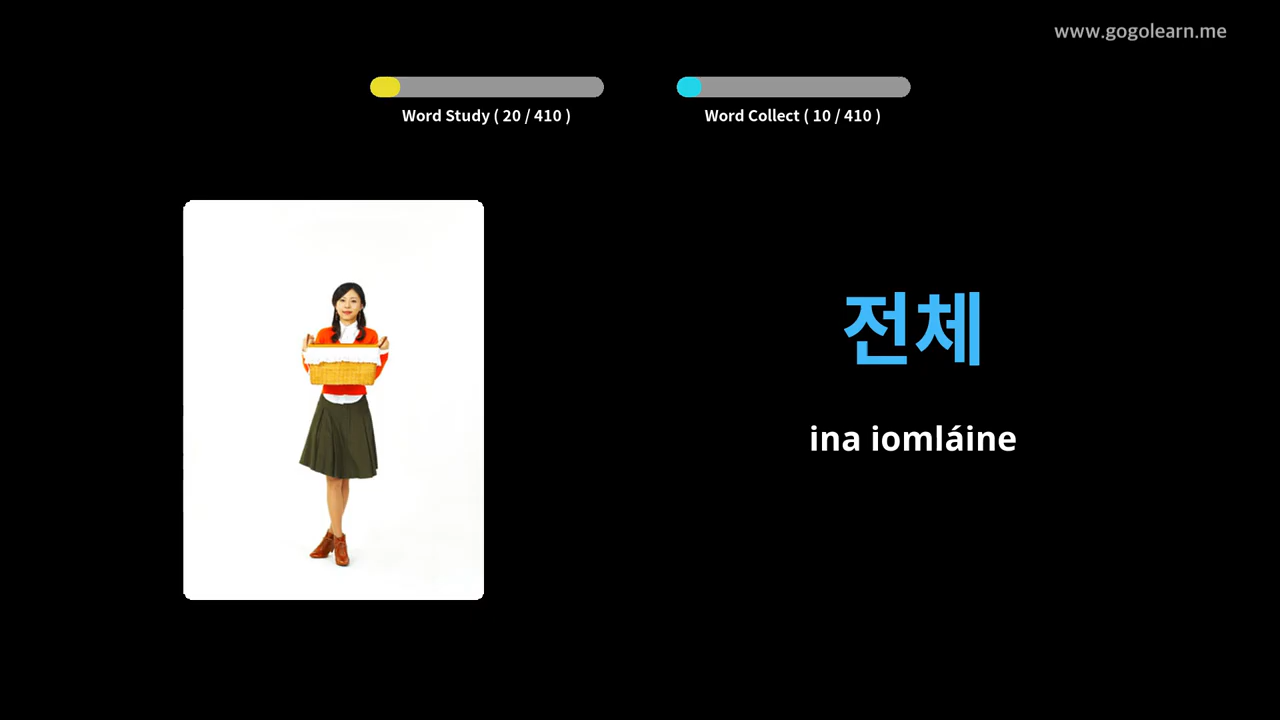 www.gogolearn.me
Word Study ( 20 / 410 )
Word Collect ( 10 / 410 )
전체
ina iomláine